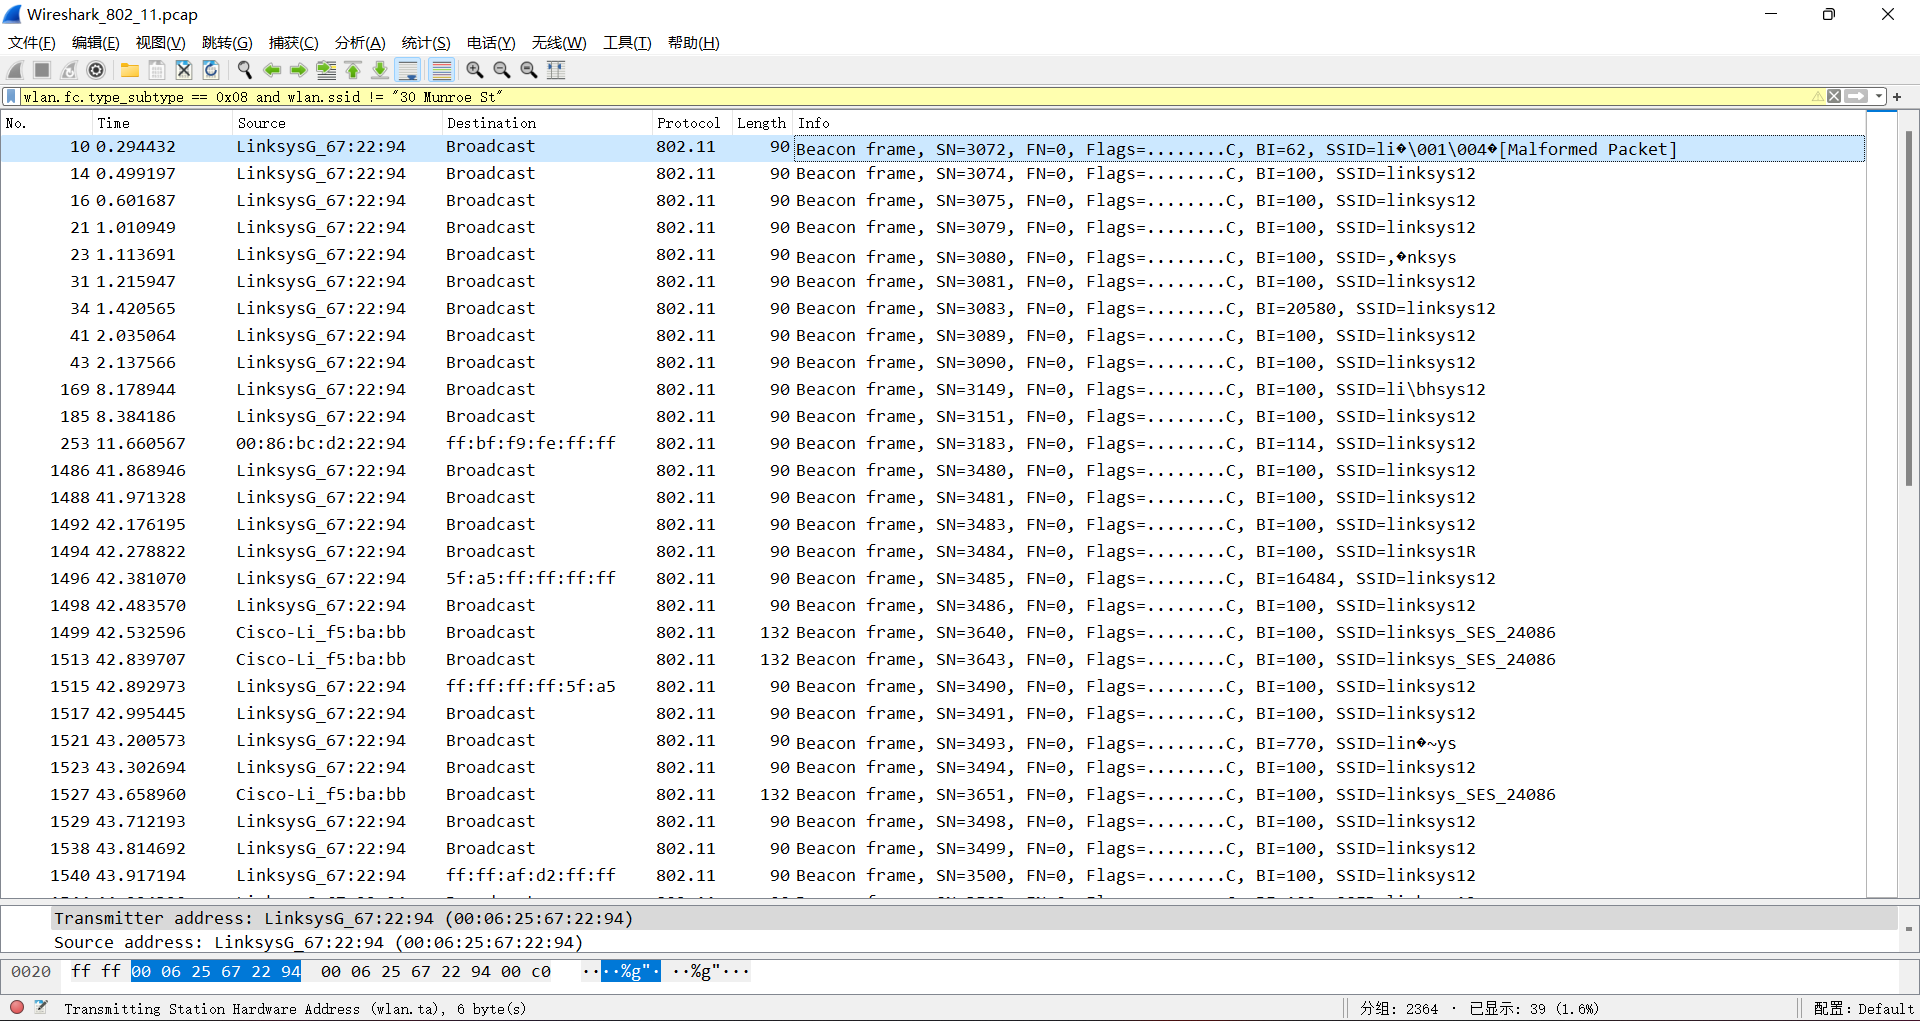 Wireshark_802_11.pcap
文件(F) 编辑(E) 视图(V) 跳转(G) 捕获(C) 分析(A) 统计(S) 电话(Y) 无线(W) 工具(T) 帮助(H)
wlan.fc.type_subtype == 0x08 and wlan.ssid != "30 Munroe St"
No. Time Source Destination Protocol Length Info
10 0.294432 LinksysG_67:22:94 Broadcast 802.11 90 Beacon frame, SN=3072, FN=0, Flags=........C, BI=62, SSID=li�\001\004�[Malformed Packet]
14 0.499197 LinksysG_67:22:94 Broadcast 802.11 90 Beacon frame, SN=3074, FN=0, Flags=........C, BI=100, SSID=linksys12
16 0.601687 LinksysG_67:22:94 Broadcast 802.11 90 Beacon frame, SN=3075, FN=0, Flags=........C, BI=100, SSID=linksys12
21 1.010949 LinksysG_67:22:94 Broadcast 802.11 90 Beacon frame, SN=3079, FN=0, Flags=........C, BI=100, SSID=linksys12
23 1.113691 LinksysG_67:22:94 Broadcast 802.11 90 Beacon frame, SN=3080, FN=0, Flags=........C, BI=100, SSID=,�nksys
31 1.215947 LinksysG_67:22:94 Broadcast 802.11 90 Beacon frame, SN=3081, FN=0, Flags=........C, BI=100, SSID=linksys12
34 1.420565 LinksysG_67:22:94 Broadcast 802.11 90 Beacon frame, SN=3083, FN=0, Flags=........C, BI=20580, SSID=linksys12
41 2.035064 LinksysG_67:22:94 Broadcast 802.11 90 Beacon frame, SN=3089, FN=0, Flags=........C, BI=100, SSID=linksys12
43 2.137566 LinksysG_67:22:94 Broadcast 802.11 90 Beacon frame, SN=3090, FN=0, Flags=........C, BI=100, SSID=linksys12
169 8.178944 LinksysG_67:22:94 Broadcast 802.11 90 Beacon frame, SN=3149, FN=0, Flags=........C, BI=100, SSID=li\bhsys12
185 8.384186 LinksysG_67:22:94 Broadcast 802.11 90 Beacon frame, SN=3151, FN=0, Flags=........C, BI=100, SSID=linksys12
253 11.660567 00:86:bc:d2:22:94 ff:bf:f9:fe:ff:ff 802.11 90 Beacon frame, SN=3183, FN=0, Flags=........C, BI=114, SSID=linksys12
1486 41.868946 LinksysG_67:22:94 Broadcast 802.11 90 Beacon frame, SN=3480, FN=0, Flags=........C, BI=100, SSID=linksys12
1488 41.971328 LinksysG_67:22:94 Broadcast 802.11 90 Beacon frame, SN=3481, FN=0, Flags=........C, BI=100, SSID=linksys12
1492 42.176195 LinksysG_67:22:94 Broadcast 802.11 90 Beacon frame, SN=3483, FN=0, Flags=........C, BI=100, SSID=linksys12
1494 42.278822 LinksysG_67:22:94 Broadcast 802.11 90 Beacon frame, SN=3484, FN=0, Flags=........C, BI=100, SSID=linksys1R
1496 42.381070 LinksysG_67:22:94 5f:a5:ff:ff:ff:ff 802.11 90 Beacon frame, SN=3485, FN=0, Flags=........C, BI=16484, SSID=linksys12
1498 42.483570 LinksysG_67:22:94 Broadcast 802.11 90 Beacon frame, SN=3486, FN=0, Flags=........C, BI=100, SSID=linksys12
1499 42.532596 Cisco-Li_f5:ba:bb Broadcast 802.11 132 Beacon frame, SN=3640, FN=0, Flags=........C, BI=100, SSID=linksys_SES_24086
1513 42.839707 Cisco-Li_f5:ba:bb Broadcast 802.11 132 Beacon frame, SN=3643, FN=0, Flags=........C, BI=100, SSID=linksys_SES_24086
1515 42.892973 LinksysG_67:22:94 ff:ff:ff:ff:5f:a5 802.11 90 Beacon frame, SN=3490, FN=0, Flags=........C, BI=100, SSID=linksys12
1517 42.995445 LinksysG_67:22:94 Broadcast 802.11 90 Beacon frame, SN=3491, FN=0, Flags=........C, BI=100, SSID=linksys12
1521 43.200573 LinksysG_67:22:94 Broadcast 802.11 90 Beacon frame, SN=3493, FN=0, Flags=........C, BI=770, SSID=lin�~ys
1523 43.302694 LinksysG_67:22:94 Broadcast 802.11 90 Beacon frame, SN=3494, FN=0, Flags=........C, BI=100, SSID=linksys12
1527 43.658960 Cisco-Li_f5:ba:bb Broadcast 802.11 132 Beacon frame, SN=3651, FN=0, Flags=........C, BI=100, SSID=linksys_SES_24086
1529 43.712193 LinksysG_67:22:94 Broadcast 802.11 90 Beacon frame, SN=3498, FN=0, Flags=........C, BI=100, SSID=linksys12
1538 43.814692 LinksysG_67:22:94 Broadcast 802.11 90 Beacon frame, SN=3499, FN=0, Flags=........C, BI=100, SSID=linksys12
1540 43.917194 LinksysG_67:22:94 ff:ff:af:d2:ff:ff 802.11 90 Beacon frame, SN=3500, FN=0, Flags=........C, BI=100, SSID=linksys12
Transmitter address: LinksysG_67:22:94 (00:06:25:67:22:94)
Source address: LinksysG_67:22:94 (00:06:25:67:22:94)
0020 ff ff 00 06 25 67 22 94 00 06 25 67 22 94 00 c0 ····%g"· ··%g"···
Transmitting Station Hardware Address (wlan.ta), 6 byte(s) 分组: 2364 · 已显示: 39 (1.6%) 配置: Default